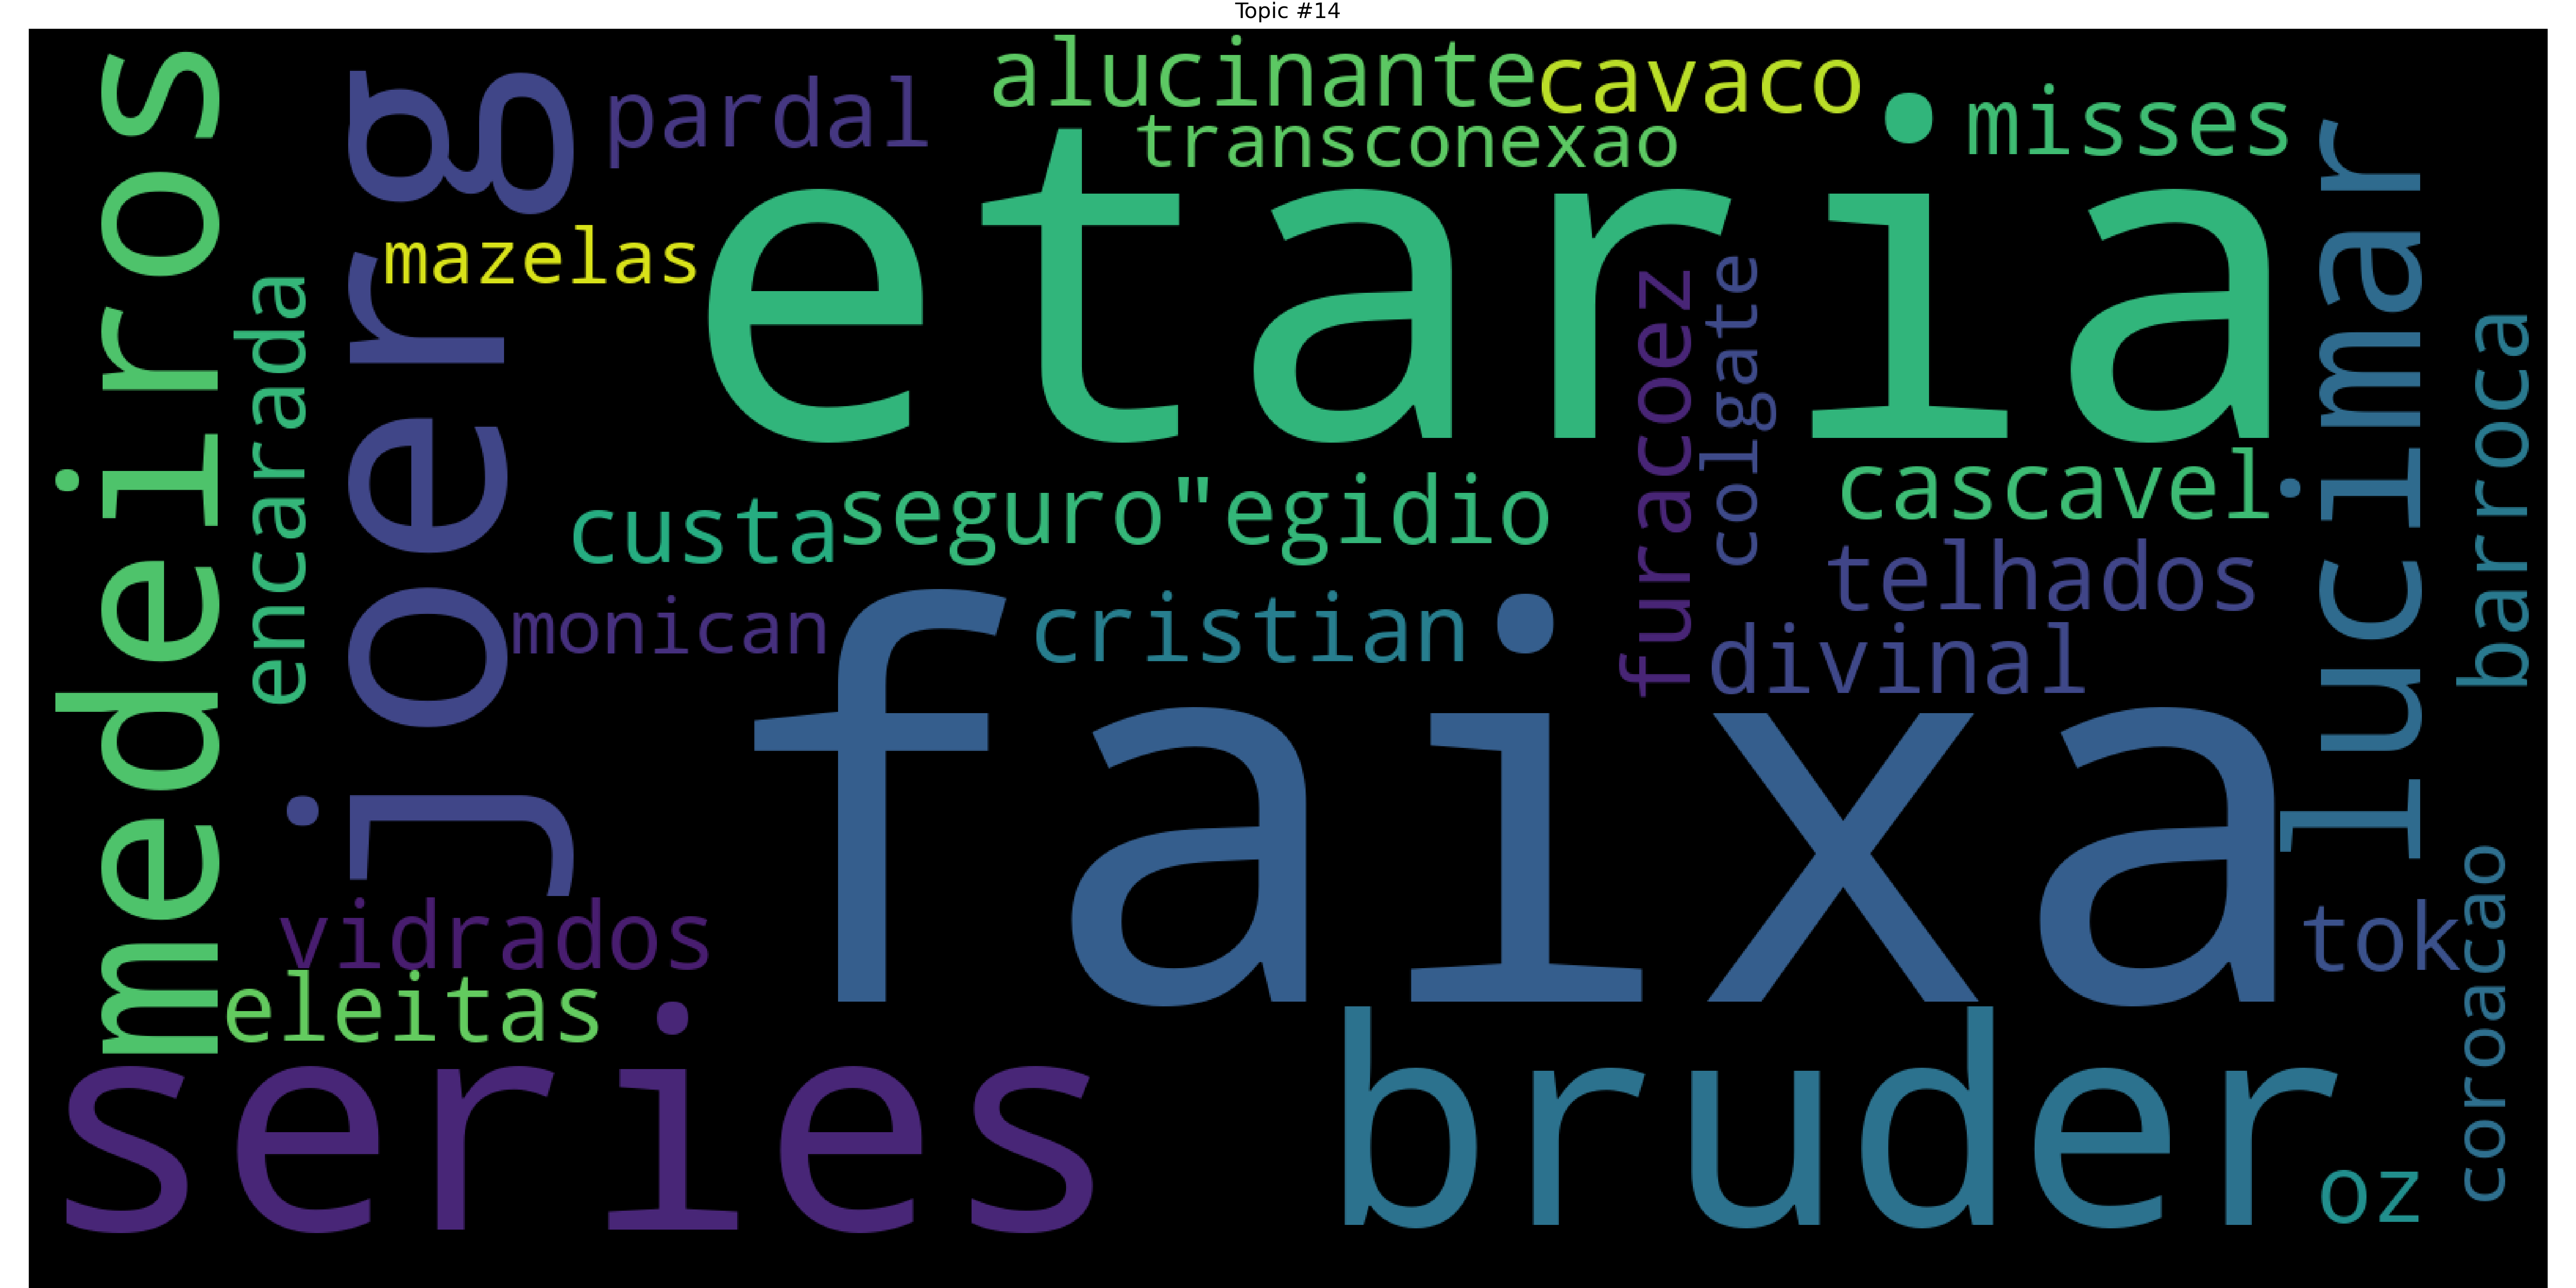 Topic #14
medeiros
encarada
joerg
pardal
mazelas
alucinante
cavaco
transconexao
misses
etaria
furacoez
colgate
lucimar
barroca
custa
seguro"egidio
cascavel
telhados
monican
cristian
divinal
faixa
vidrados
eleitas
series
bruder
tok
coroacao
oz